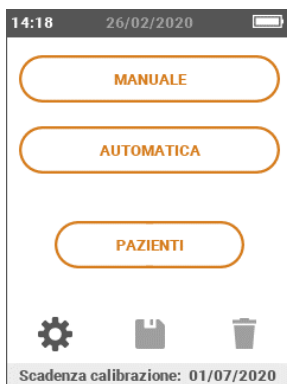 14:18 26/02/2020
MANUALE
AUTOMATICA
PAZIENTI
Scadenza calibrazione: 01/07/2020